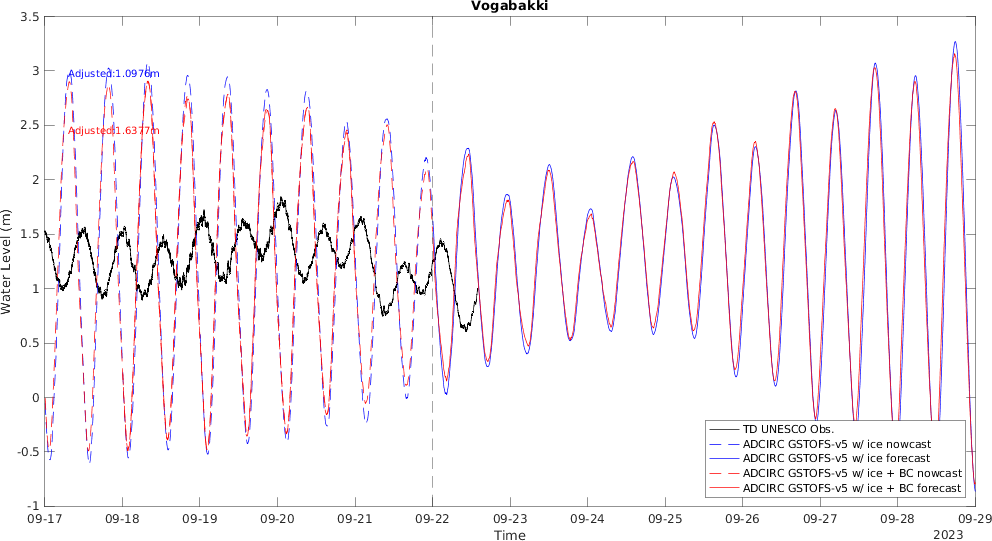 Vogabakki
3.5
3
2.5
2
1.5
1
0.5
0
-0.5
-1
Water Level (m)
Adjusted:1.0976m
Adjusted:1.6377m
TD UNESCO Obs.
ADCIRC GSTOFS-v5 w/ ice nowcast
ADCIRC GSTOFS-v5 w/ ice forecast
ADCIRC GSTOFS-v5 w/ ice + BC nowcast
ADCIRC GSTOFS-v5 w/ ice + BC forecast
09-17 09-18 09-19 09-20 09-21 09-22 09-23 09-24 09-25 09-26 09-27 09-28 09-29
Time
2023